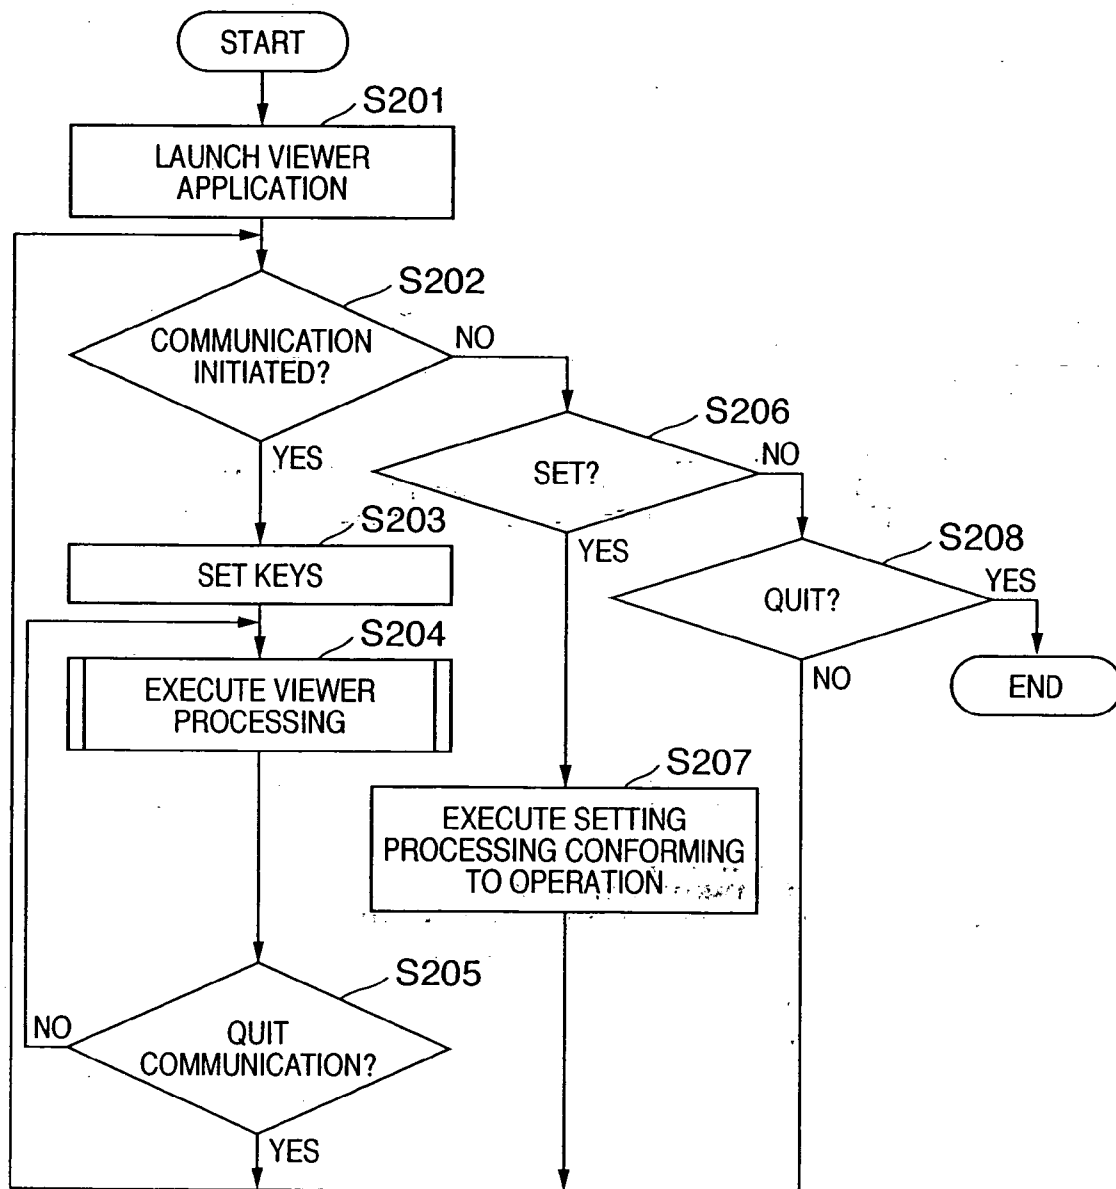 START
S201
LAUNCH VIEWER
APPLICATION
S202
COMMUNICATION
INITIATED?
NO
YES
S206
SET?
NO
YES
S203
SET KEYS
S208
QUIT?
YES
NO
END
S204
EXECUTE VIEWER
PROCESSING
S207
EXECUTE SETTING
PROCESSING CONFORMING
TO OPERATION
S205
QUIT
COMMUNICATION?
NO
YES